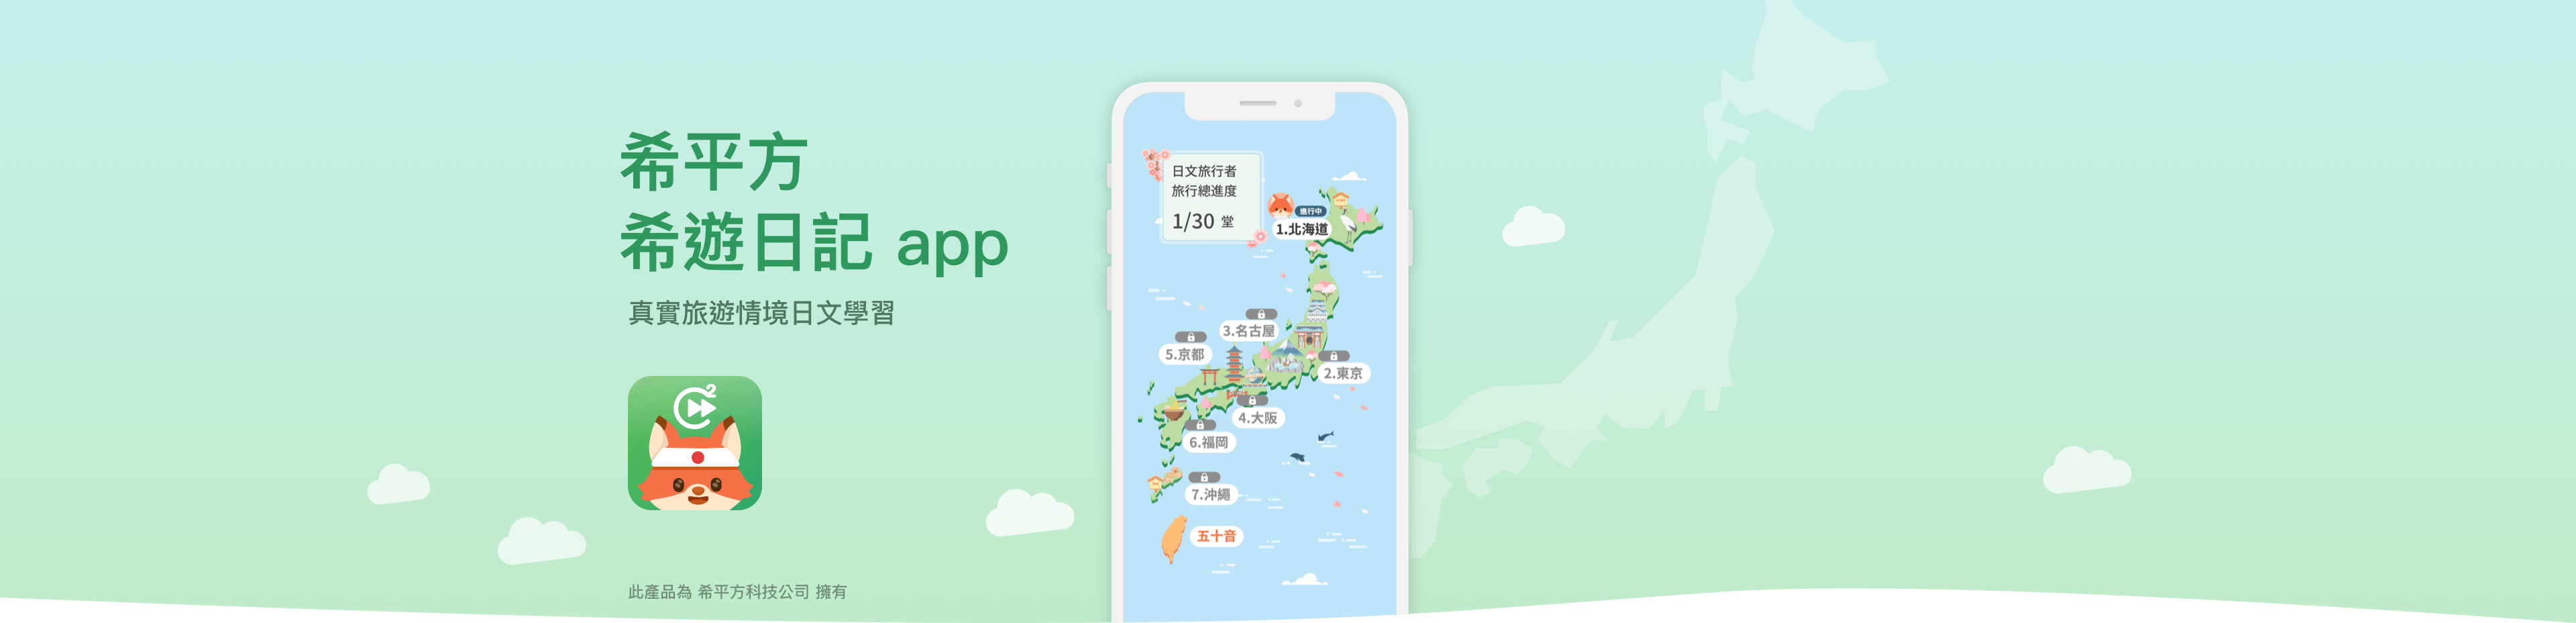 希平方
希遊日記 app
真實旅遊情境日文學習
2
此產品為 希平方科技公司 擁有
日文旅行者
旅行總進度
1/30 堂
進行中
1.北海道
3.名古屋
5.京都
2.東京
4.大阪
6.福岡
7.沖繩
五十音